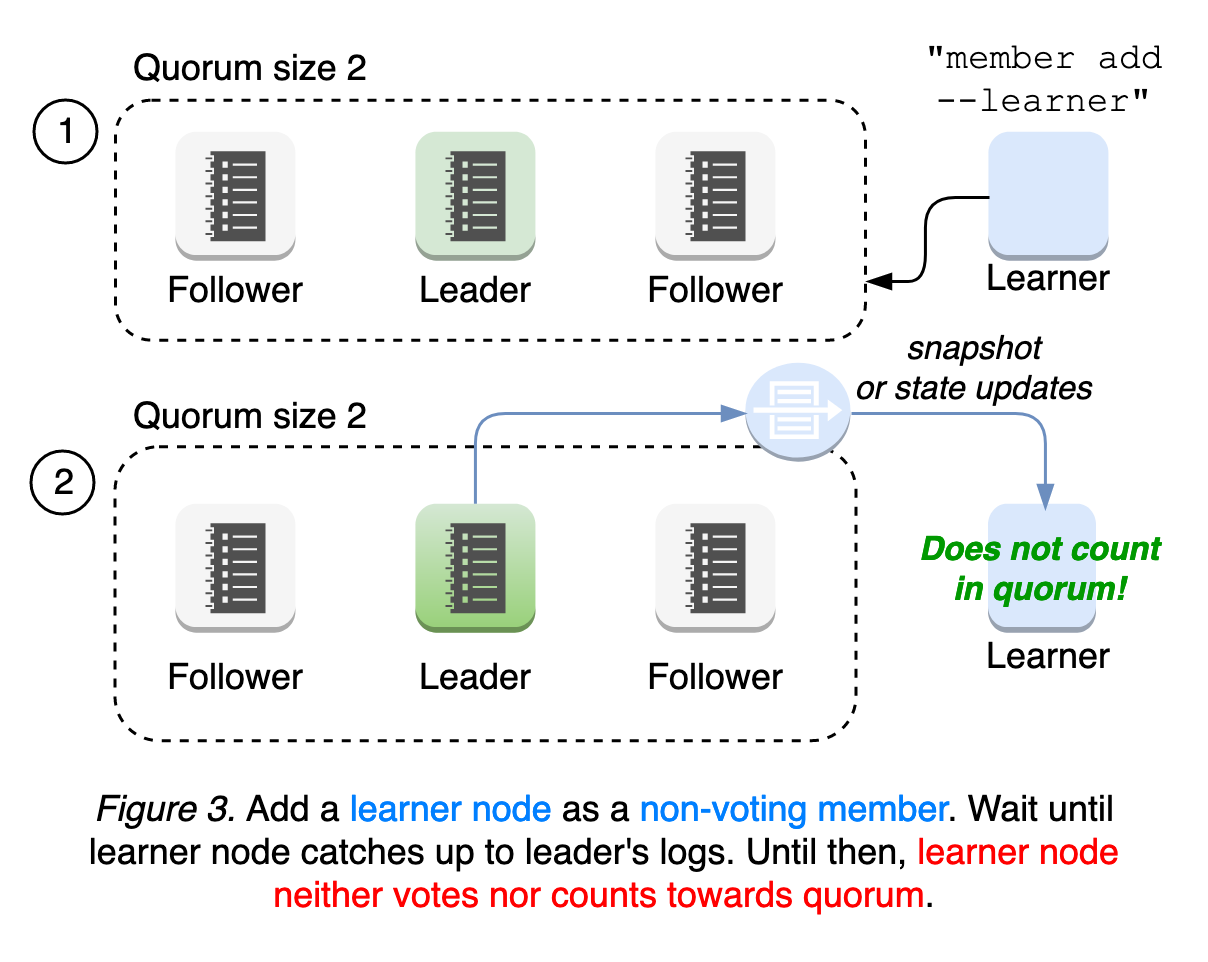 Quorum size 2
"member add
--learner"
1
Follower
Leader
Follower
Learner
snapshot
or state updates
Quorum size 2
2
Does not count
in quorum!
Follower
Leader
Follower
Learner
Figure 3. Add a learner node as a non-voting member. Wait until
learner node catches up to leader's logs. Until then, learner node
neither votes nor counts towards quorum.